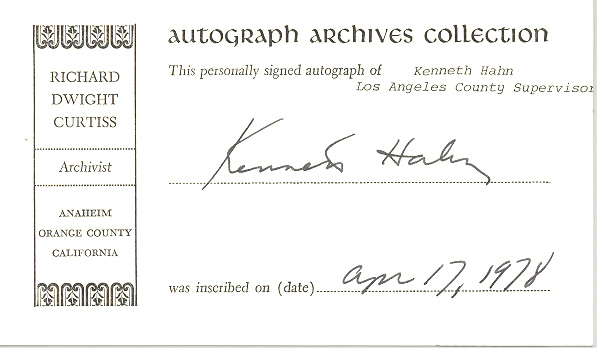 RICHARD
DWIGHT
CURTISS
Archivist
ANAHEIM
ORANGE COUNTY
CALIFORNIA
AUTOGRAPH ARCHIVES COLLECTION
This personally signed autograph of Kenneth Hahn
Los Angeles County Supervisor
Kenneth Hahn
was inscribed on (date) Apr 17, 1978